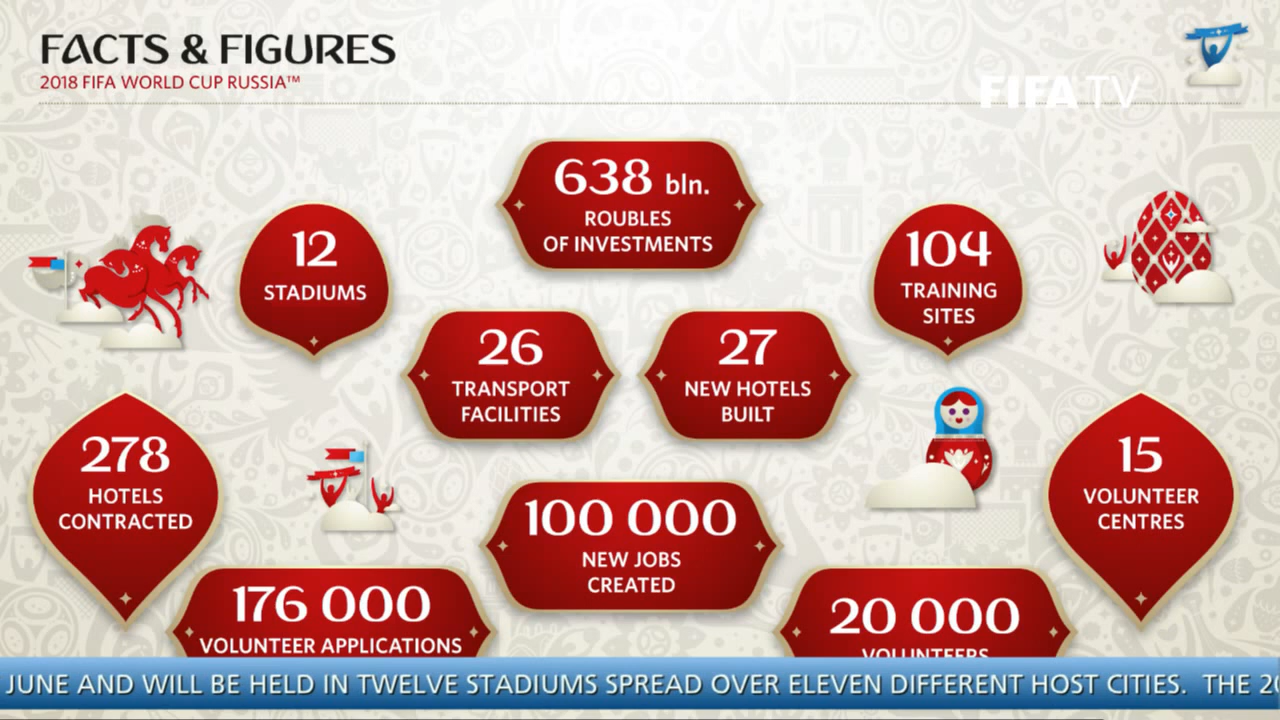 FACTS & FIGURES
2018 FIFA WORLD CUP RUSSIA™
FIFA TV
638 bln.
ROUBLES
OF INVESTMENTS
12
STADIUMS
104
TRAINING
SITES
26
TRANSPORT
FACILITIES
27
NEW HOTELS
BUILT
278
HOTELS
CONTRACTED
15
VOLUNTEER
CENTRES
100 000
NEW JOBS
CREATED
176 000
VOLUNTEER APPLICATIONS
20 000
VOLUNTEERS
JUNE AND WILL BE HELD IN TWELVE STADIUMS SPREAD OVER ELEVEN DIFFERENT HOST CITIES. THE 20